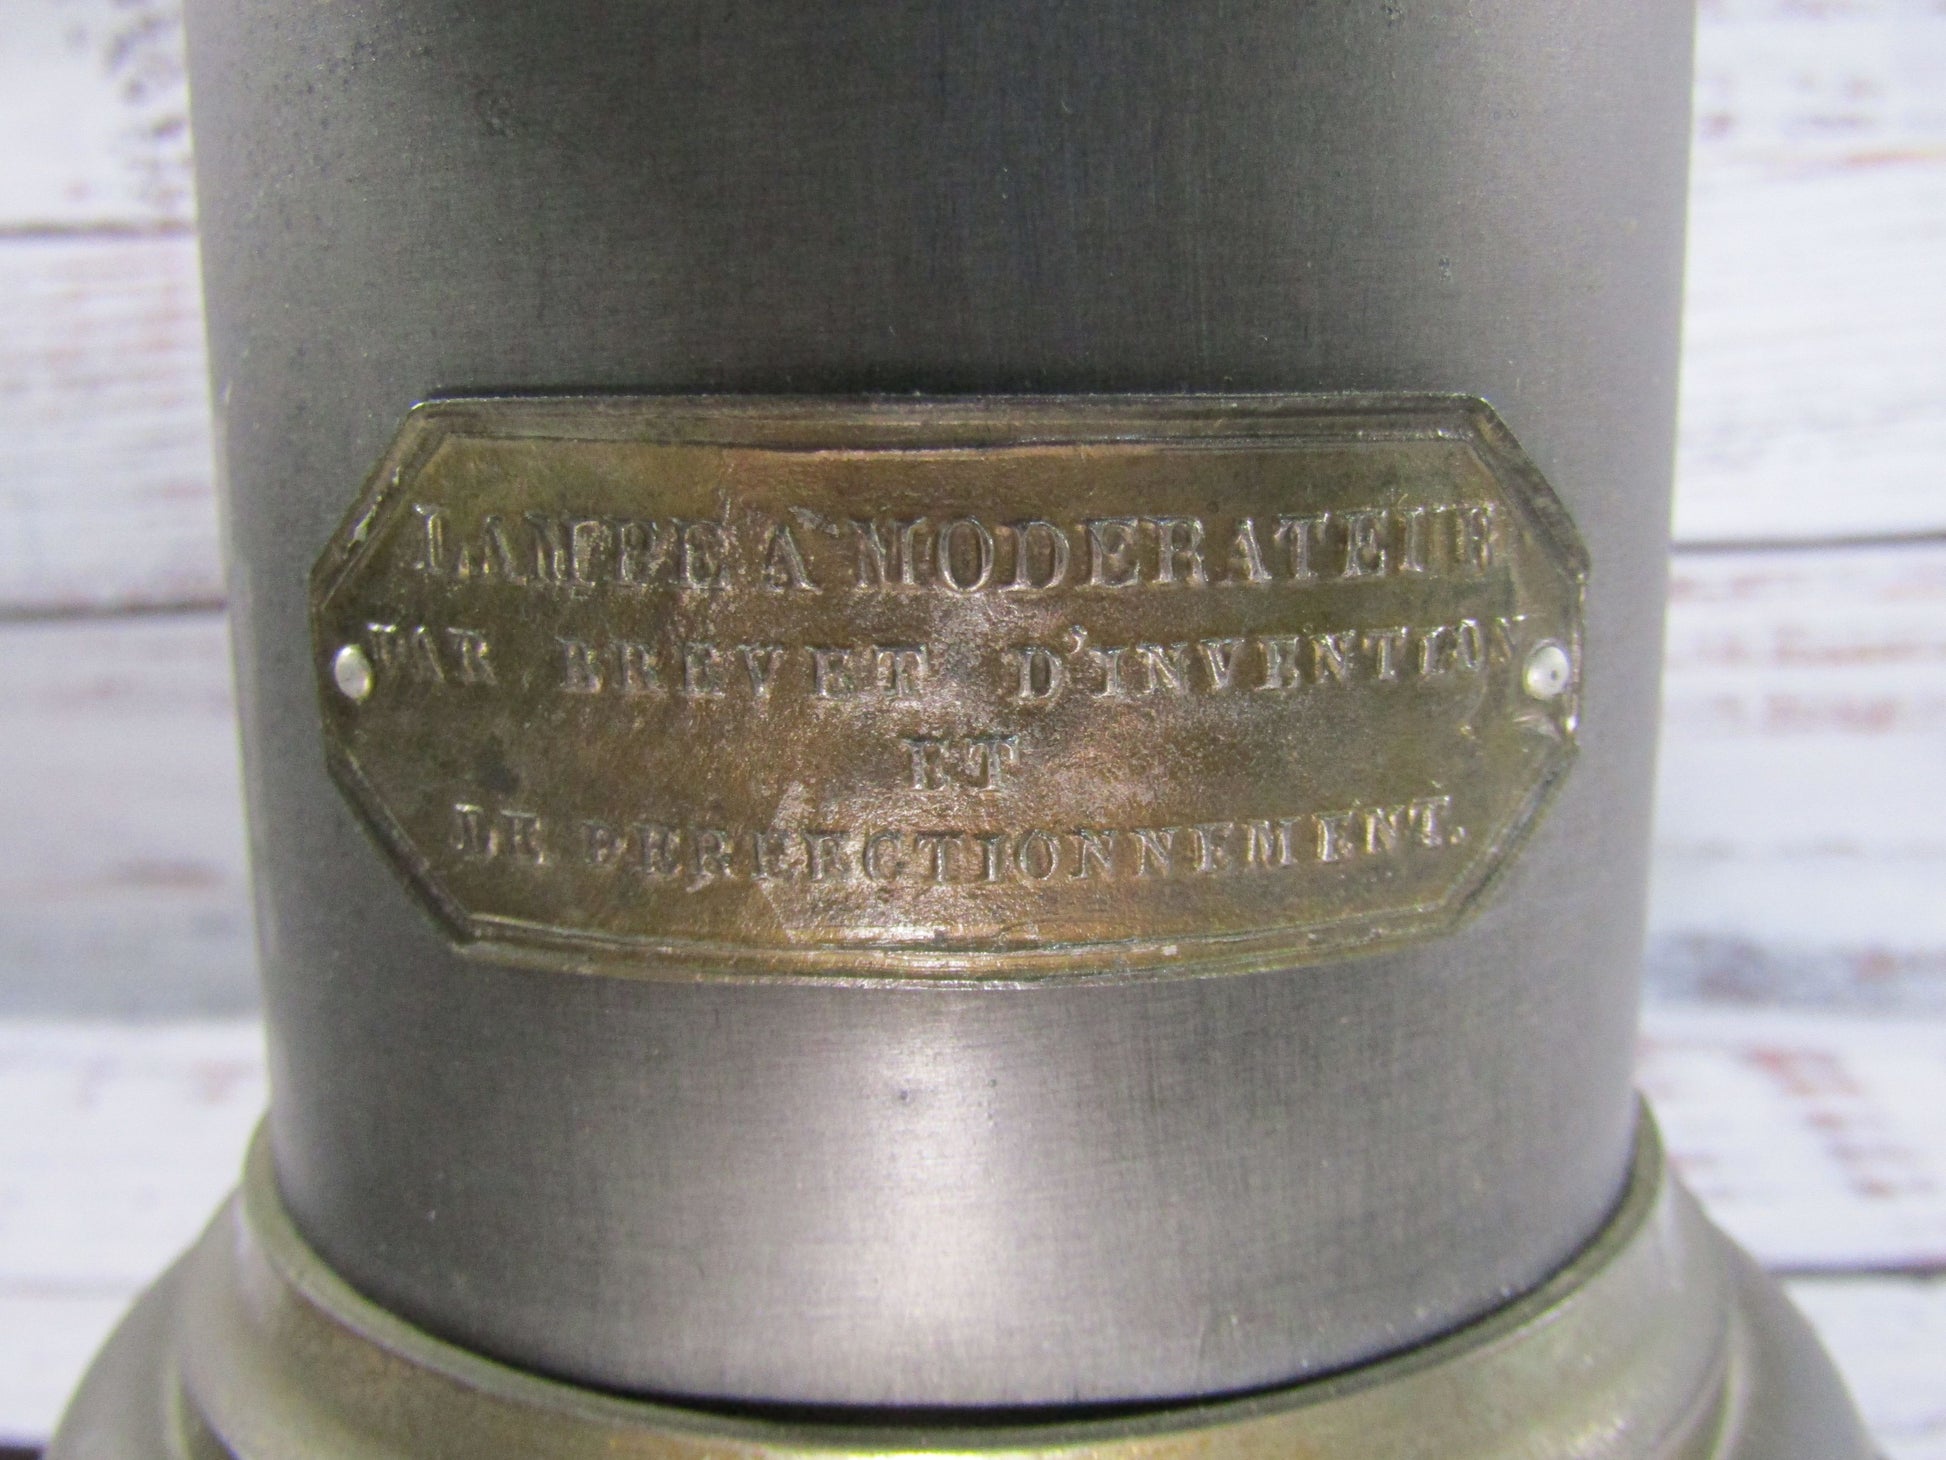 LAMPE A MODERATEUR
PAR BREVET D'INVENTION
ET
DE PERFECTIONNEMENT.